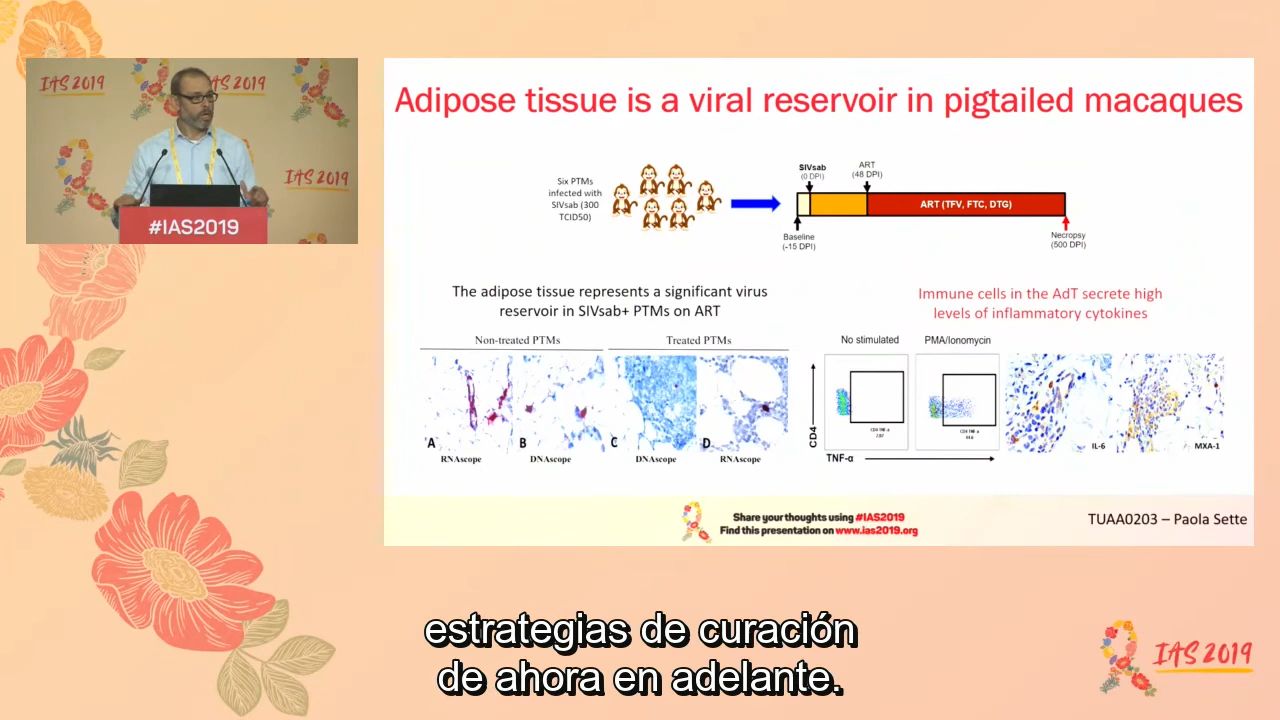 IAS 2019
IAS 2019
IAS 2019
#IAS2019
Adipose tissue is a viral reservoir in pigtailed macaques
Six PTMs
infected with
SIVsab (300
TCID50)
SIVsab
(0 DPI)
ART
(48 DPI)
ART (TFV, FTC, DTG)
Baseline
(-15 DPI)
Necropsy
(500 DPI)
The adipose tissue represents a significant virus
reservoir in SIVsab+ PTMs on ART
Non-treated PTMs
Treated PTMs
A
B
C
D
RNAscope
DNAscope
DNAscope
RNAscope
Immune cells in the AdT secrete high
levels of inflammatory cytokines
No stimulated
PMA/Ionomycin
CD4
TNF-α
IL-6
MXA-1
Share your thoughts using #IAS2019
Find this presentation on www.ias2019.org
TUAA0203 – Paola Sette
estrategias de curación
de ahora en adelante.
IAS 2019